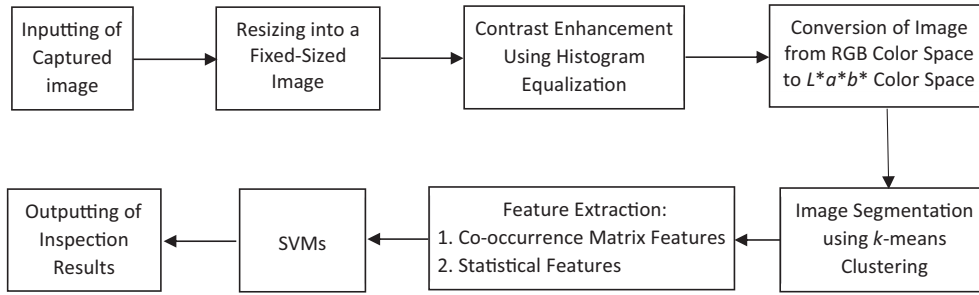 Inputting of
Captured
image
Resizing into a
Fixed-Sized
Image
Contrast Enhancement
Using Histogram
Equalization
Conversion of Image
from RGB Color Space
to L*a*b* Color Space
Image Segmentation
using k-means
Clustering
Feature Extraction:
1. Co-occurrence Matrix Features
2. Statistical Features
SVMs
Outputting of
Inspection
Results